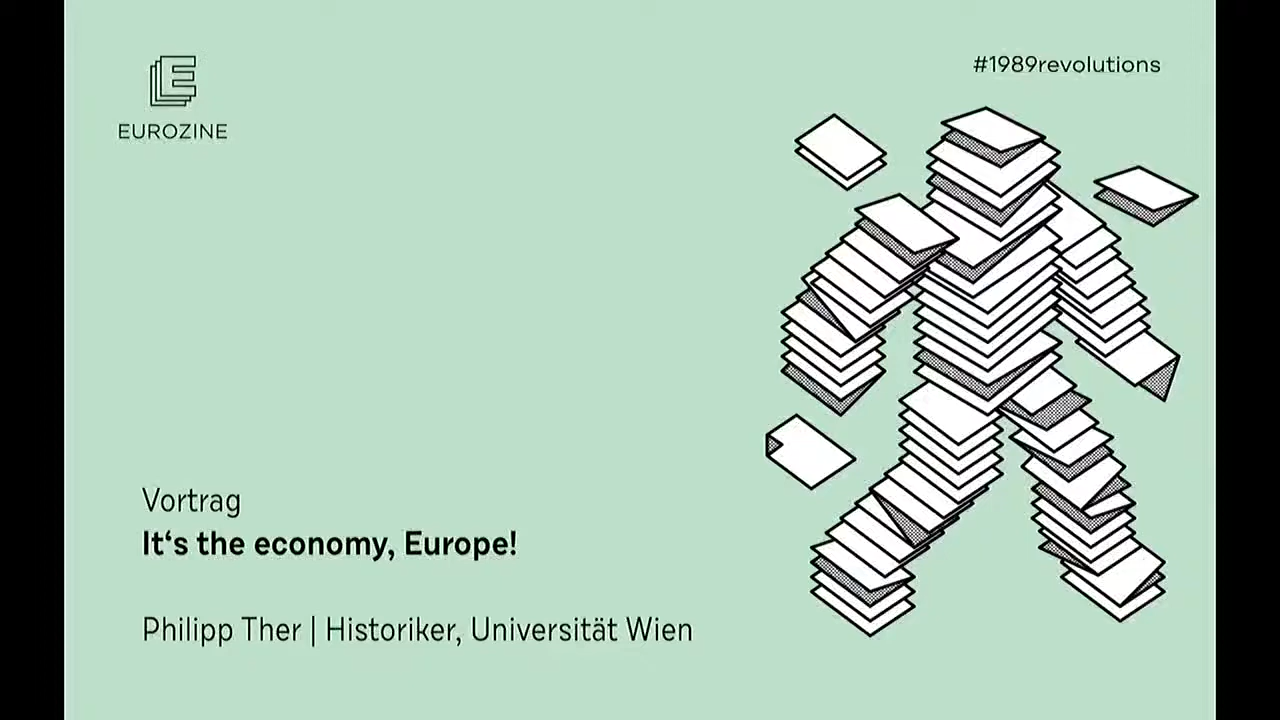 EUROZINE
#1989revolutions
Vortrag
It‘s the economy, Europe!
Philipp Ther | Historiker, Universität Wien